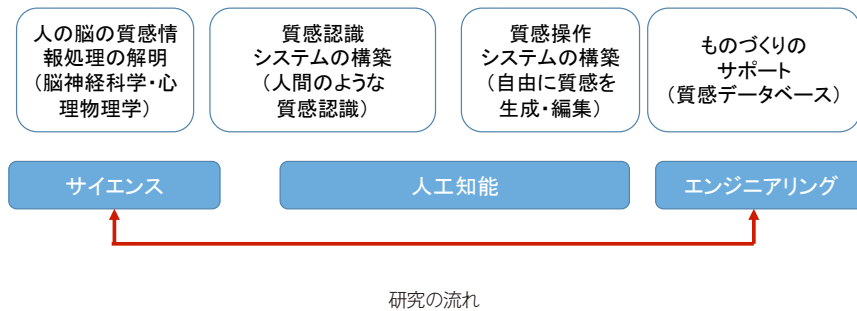 人の脳の質感情
報処理の解明
(脳神経科学・心
理物理学)
質感認識
システムの構築
(人間のような
質感認識)
質感操作
システムの構築
(自由に質感を
生成・編集)
ものづくりの
サポート
(質感データベース)
サイエンス
人工知能
エンジニアリング
研究の流れ